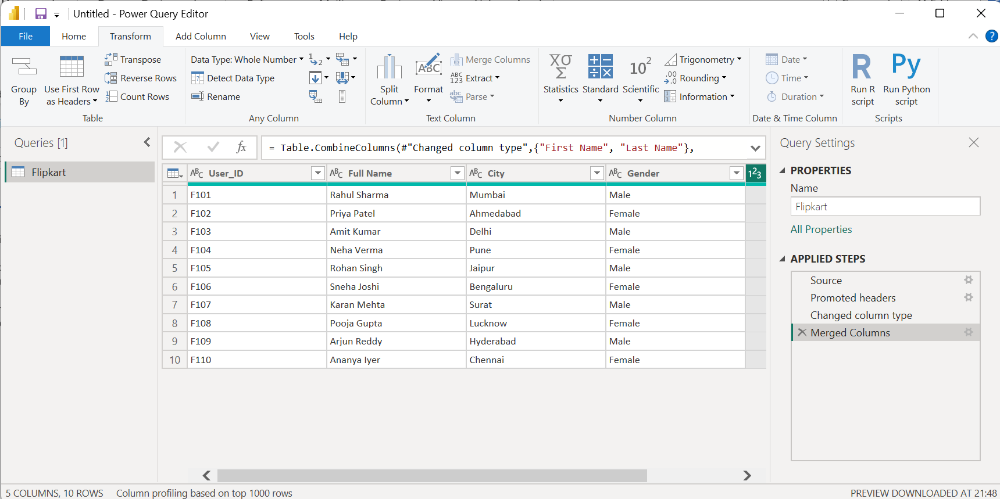 Untitled - Power Query Editor
File Home Transform Add Column View Tools Help
Group By
Use First Row as Headers
Transpose
Reverse Rows
Count Rows
Table
Data Type: Whole Number
Detect Data Type
Rename
Any Column
Split Column
Format
Merge Columns
Extract
Parse
Text Column
Statistics
Standard
Scientific
Trigonometry
Rounding
Information
Number Column
Date
Time
Duration
Date & Time Column
Run R script
Run Python script
Scripts
Queries [1]
Flipkart
= Table.CombineColumns(#"Changed column type",{"First Name", "Last Name"},
User_ID Full Name City Gender
1 F101 Rahul Sharma Mumbai Male
2 F102 Priya Patel Ahmedabad Female
3 F103 Amit Kumar Delhi Male
4 F104 Neha Verma Pune Female
5 F105 Rohan Singh Jaipur Male
6 F106 Sneha Joshi Bengaluru Female
7 F107 Karan Mehta Surat Male
8 F108 Pooja Gupta Lucknow Female
9 F109 Arjun Reddy Hyderabad Male
10 F110 Ananya Iyer Chennai Female
Query Settings
PROPERTIES
Name
Flipkart
All Properties
APPLIED STEPS
Source
Promoted headers
Changed column type
Merged Columns
5 COLUMNS, 10 ROWS Column profiling based on top 1000 rows
PREVIEW DOWNLOADED AT 21:48